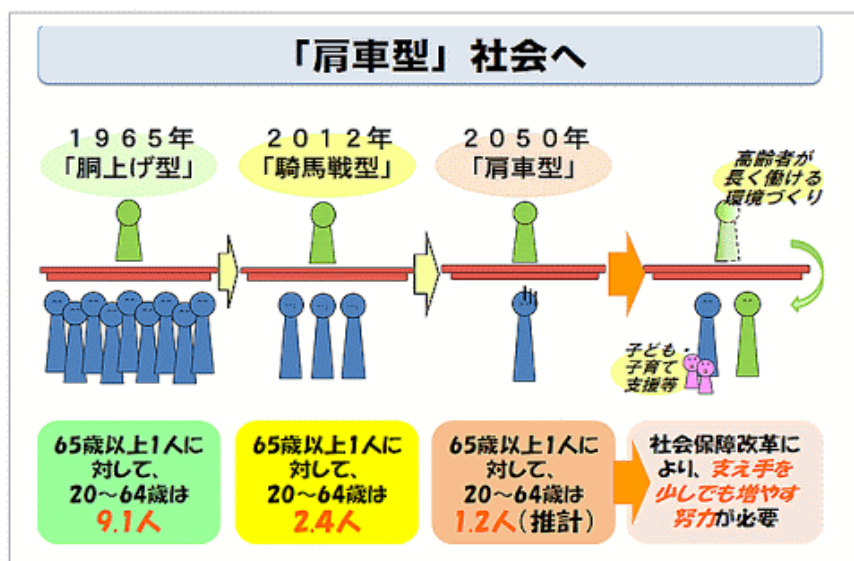 「肩車型」社会へ
1965年
「胴上げ型」
2012年
「騎馬戦型」
2050年
「肩車型」
高齢者が
長く働ける
環境づくり
子ども・
子育て
支援等
65歳以上1人に
対して、
20~64歳は
9.1人
65歳以上1人に
対して、
20~64歳は
2.4人
65歳以上1人に
対して、
20~64歳は
1.2人(推計)
社会保障改革に
より、支え手を
少しでも増やす
努力が必要